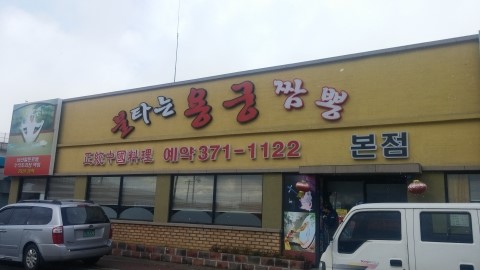 불타는 용궁짬뽕
正統中國料理 예약 371-1122 본점